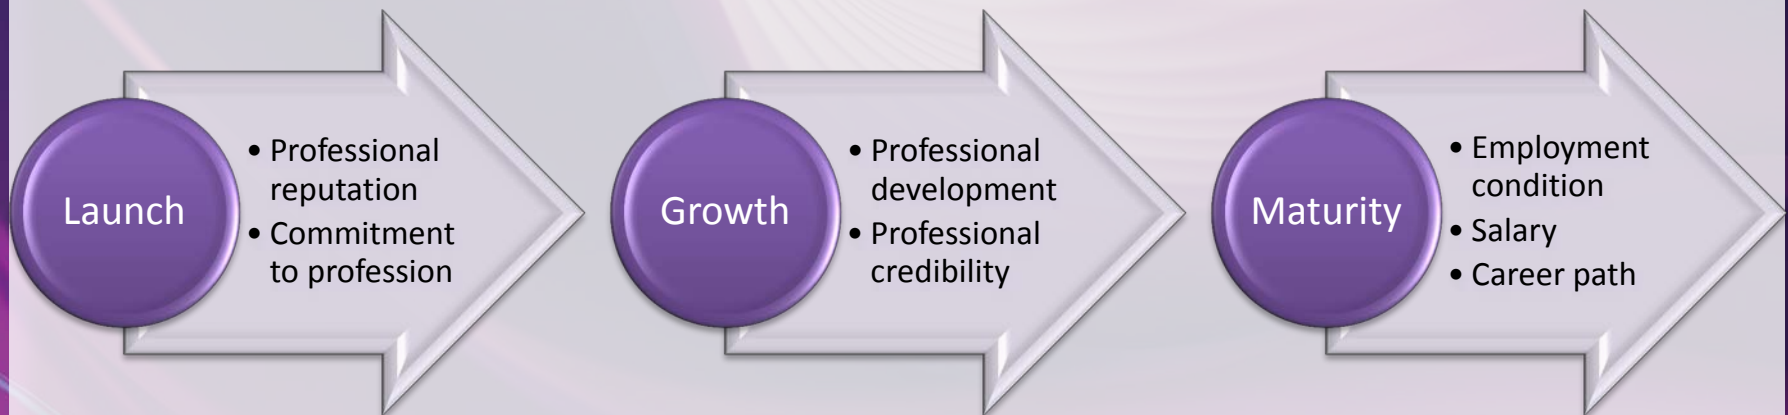 Launch
• Professional
reputation
• Commitment
to profession
Growth
• Professional
development
• Professional
credibility
Maturity
• Employment
condition
• Salary
• Career path